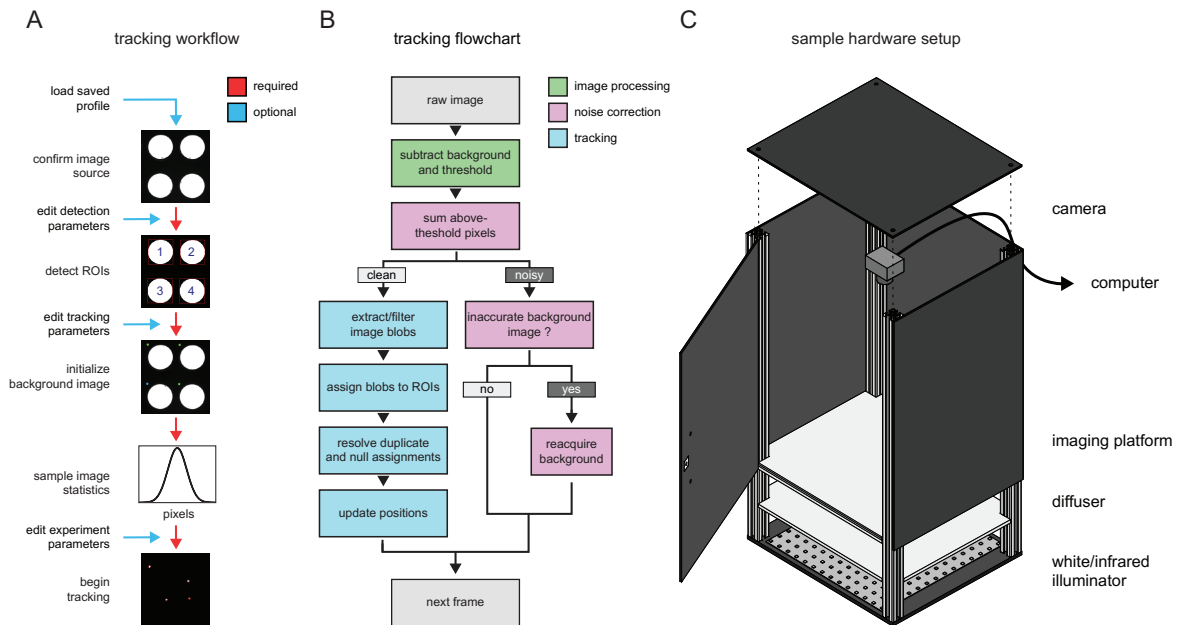 A
tracking workflow
load saved
profile
required
optional
confirm image
source
edit detection
parameters
1 2
3 4
detect ROIs
edit tracking
parameters
initialize
background image
sample image
statistics
pixels
edit experiment
parameters
begin
tracking
B
tracking flowchart
raw image
image processing
noise correction
tracking
subtract background
and threshold
sum above-
theshold pixels
clean
noisy
extract/filter
image blobs
inaccurate background
image ?
no
yes
assign blobs to ROIs
resolve duplicate
and null assignments
reacquire
background
update positions
next frame
C
sample hardware setup
camera
computer
imaging platform
diffuser
white/infrared
illuminator